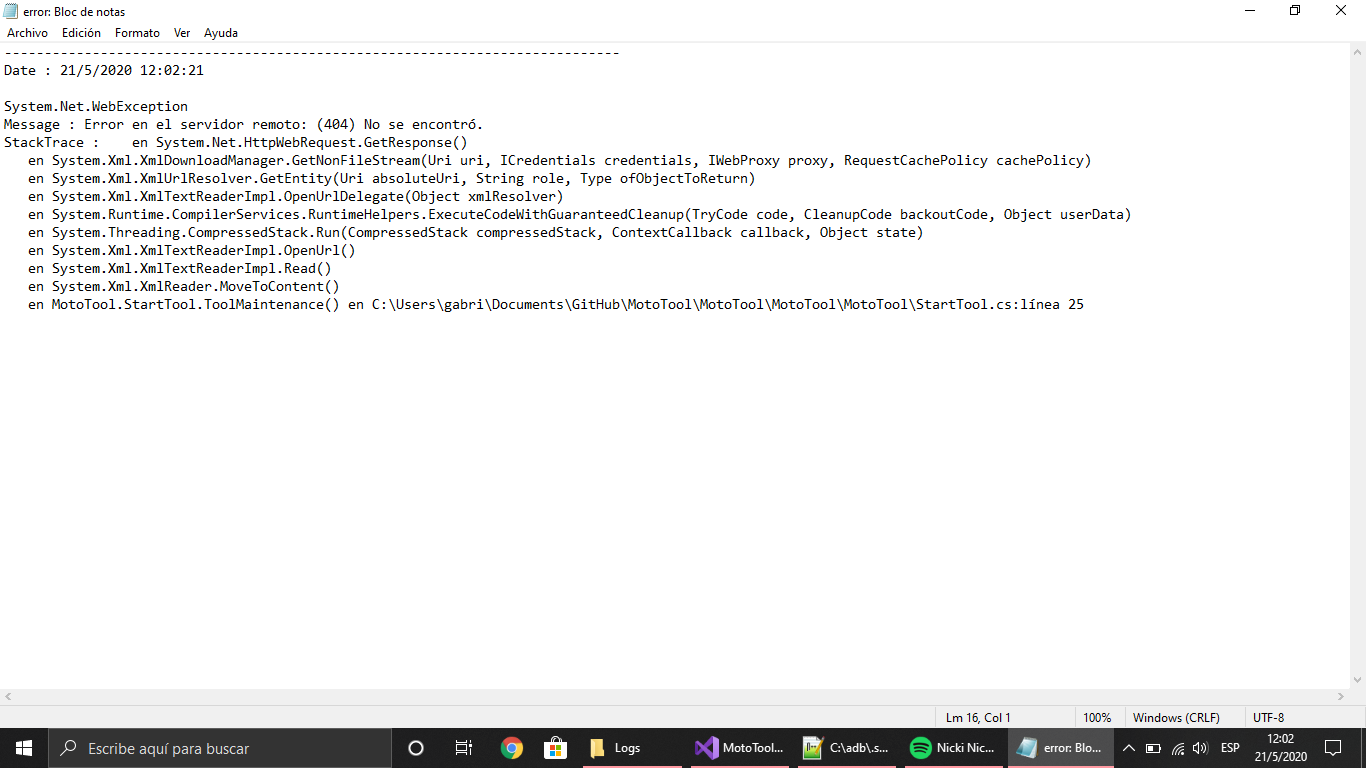 error: Bloc de notas
Archivo Edición Formato Ver Ayuda
-----------------------------------------------------------------------------
Date : 21/5/2020 12:02:21
System.Net.WebException
Message : Error en el servidor remoto: (404) No se encontró.
StackTrace :    en System.Net.HttpWebRequest.GetResponse()
   en System.Xml.XmlDownloadManager.GetNonFileStream(Uri uri, ICredentials credentials, IWebProxy proxy, RequestCachePolicy cachePolicy)
   en System.Xml.XmlUrlResolver.GetEntity(Uri absoluteUri, String role, Type ofObjectToReturn)
   en System.Xml.XmlTextReaderImpl.OpenUrlDelegate(Object xmlResolver)
   en System.Runtime.CompilerServices.RuntimeHelpers.ExecuteCodeWithGuaranteedCleanup(TryCode code, CleanupCode backoutCode, Object userData)
   en System.Threading.CompressedStack.Run(CompressedStack compressedStack, ContextCallback callback, Object state)
   en System.Xml.XmlTextReaderImpl.OpenUrl()
   en System.Xml.XmlTextReaderImpl.Read()
   en System.Xml.XmlReader.MoveToContent()
   en MotoTool.StartTool.ToolMaintenance() en C:\Users\gabri\Documents\GitHub\MotoTool\MotoTool\MotoTool\MotoTool\StartTool.cs:línea 25
Lm 16, Col 1 100% Windows (CRLF) UTF-8
Escribe aquí para buscar Logs MotoTool... C:\adb\.s... Nicki Nic... error: Blo... ESP 12:02
21/5/2020